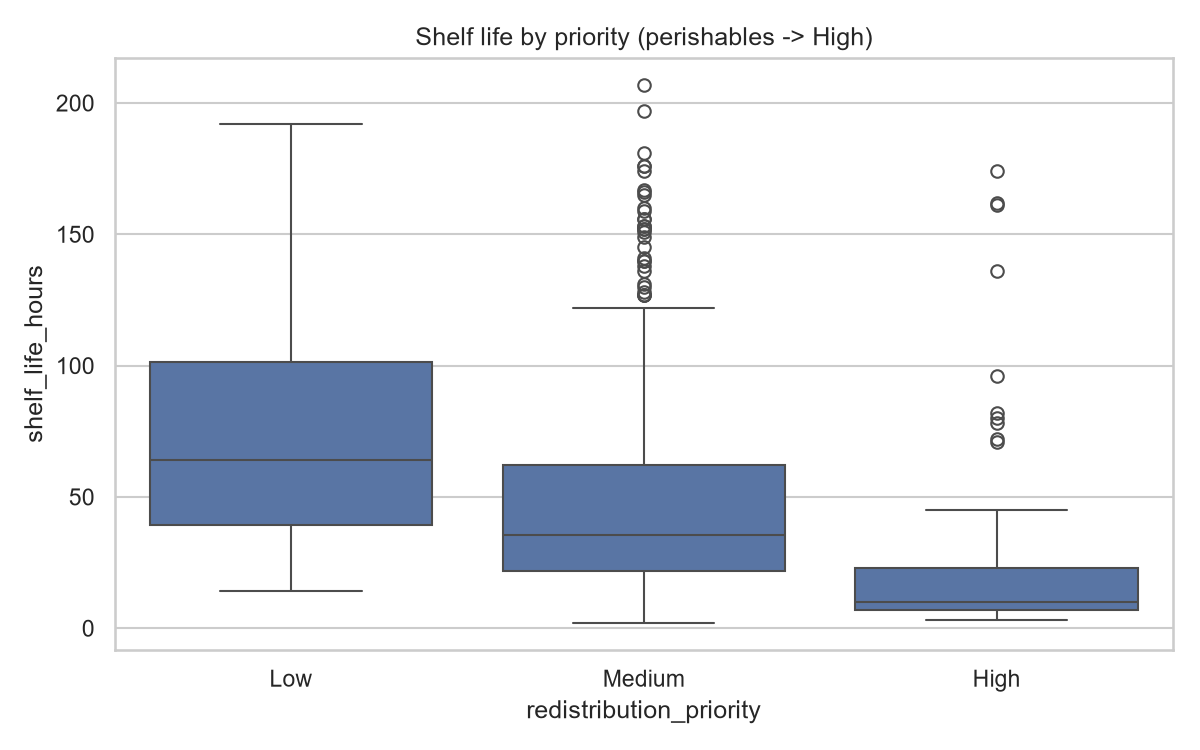 Shelf life by priority (perishables -> High)
200
150
100
50
0
shelf_life_hours
Low Medium High
redistribution_priority